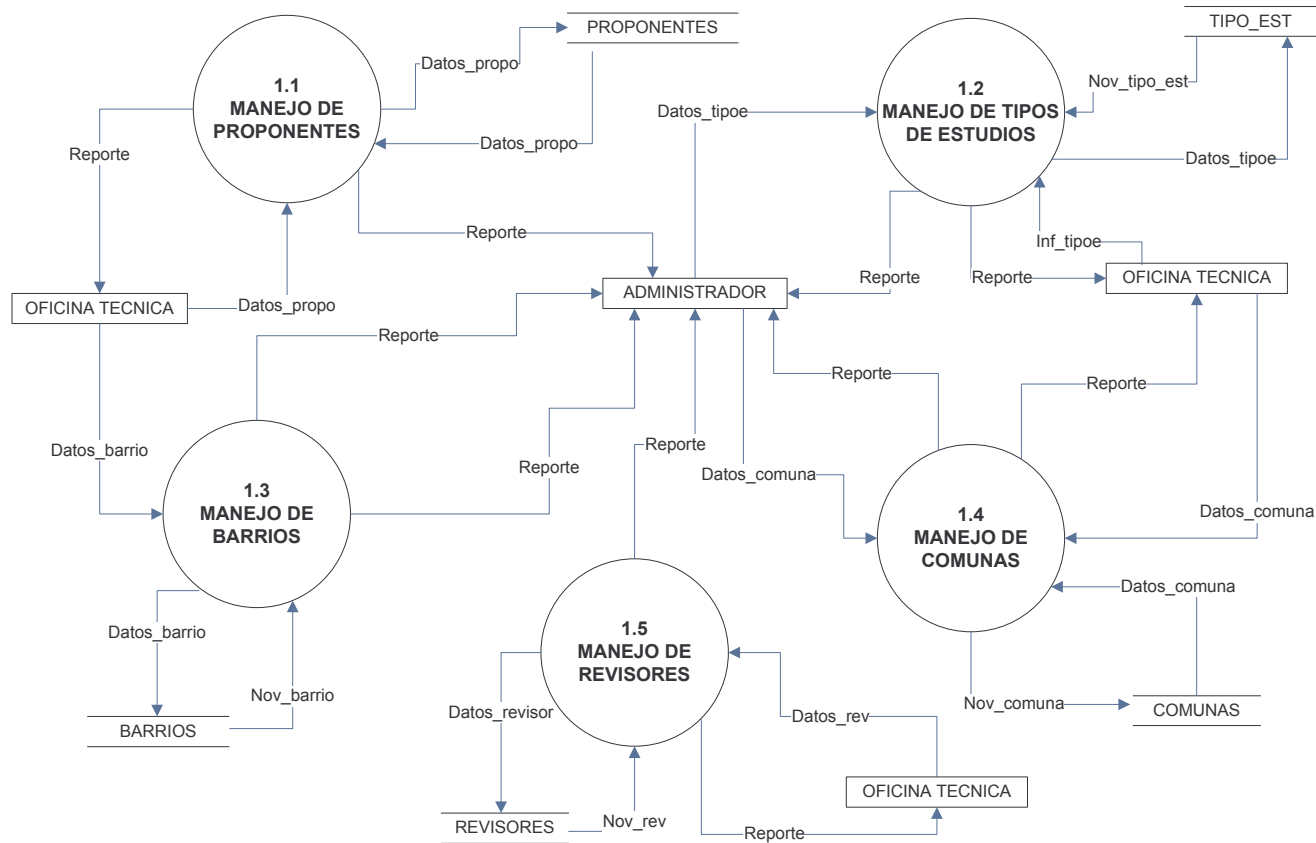 PROPONENTES
TIPO_EST
Datos_propo
1.1
MANEJO DE
PROPONENTES
1.2
MANEJO DE TIPOS
DE ESTUDIOS
Nov_tipo_est
Datos_tipoe
Datos_propo
Reporte
Datos_tipoe
Reporte
Inf_tipoe
Reporte
Reporte
OFICINA TECNICA
ADMINISTRADOR
OFICINA TECNICA
Datos_propo
Reporte
Reporte
Reporte
Datos_barrio
Reporte
Reporte
Datos_comuna
1.3
MANEJO DE
BARRIOS
1.4
MANEJO DE
COMUNAS
Datos_comuna
Datos_comuna
Datos_barrio
1.5
MANEJO DE
REVISORES
Nov_barrio
Datos_revisor
Datos_rev
Nov_comuna
COMUNAS
BARRIOS
OFICINA TECNICA
REVISORES
Nov_rev
Reporte